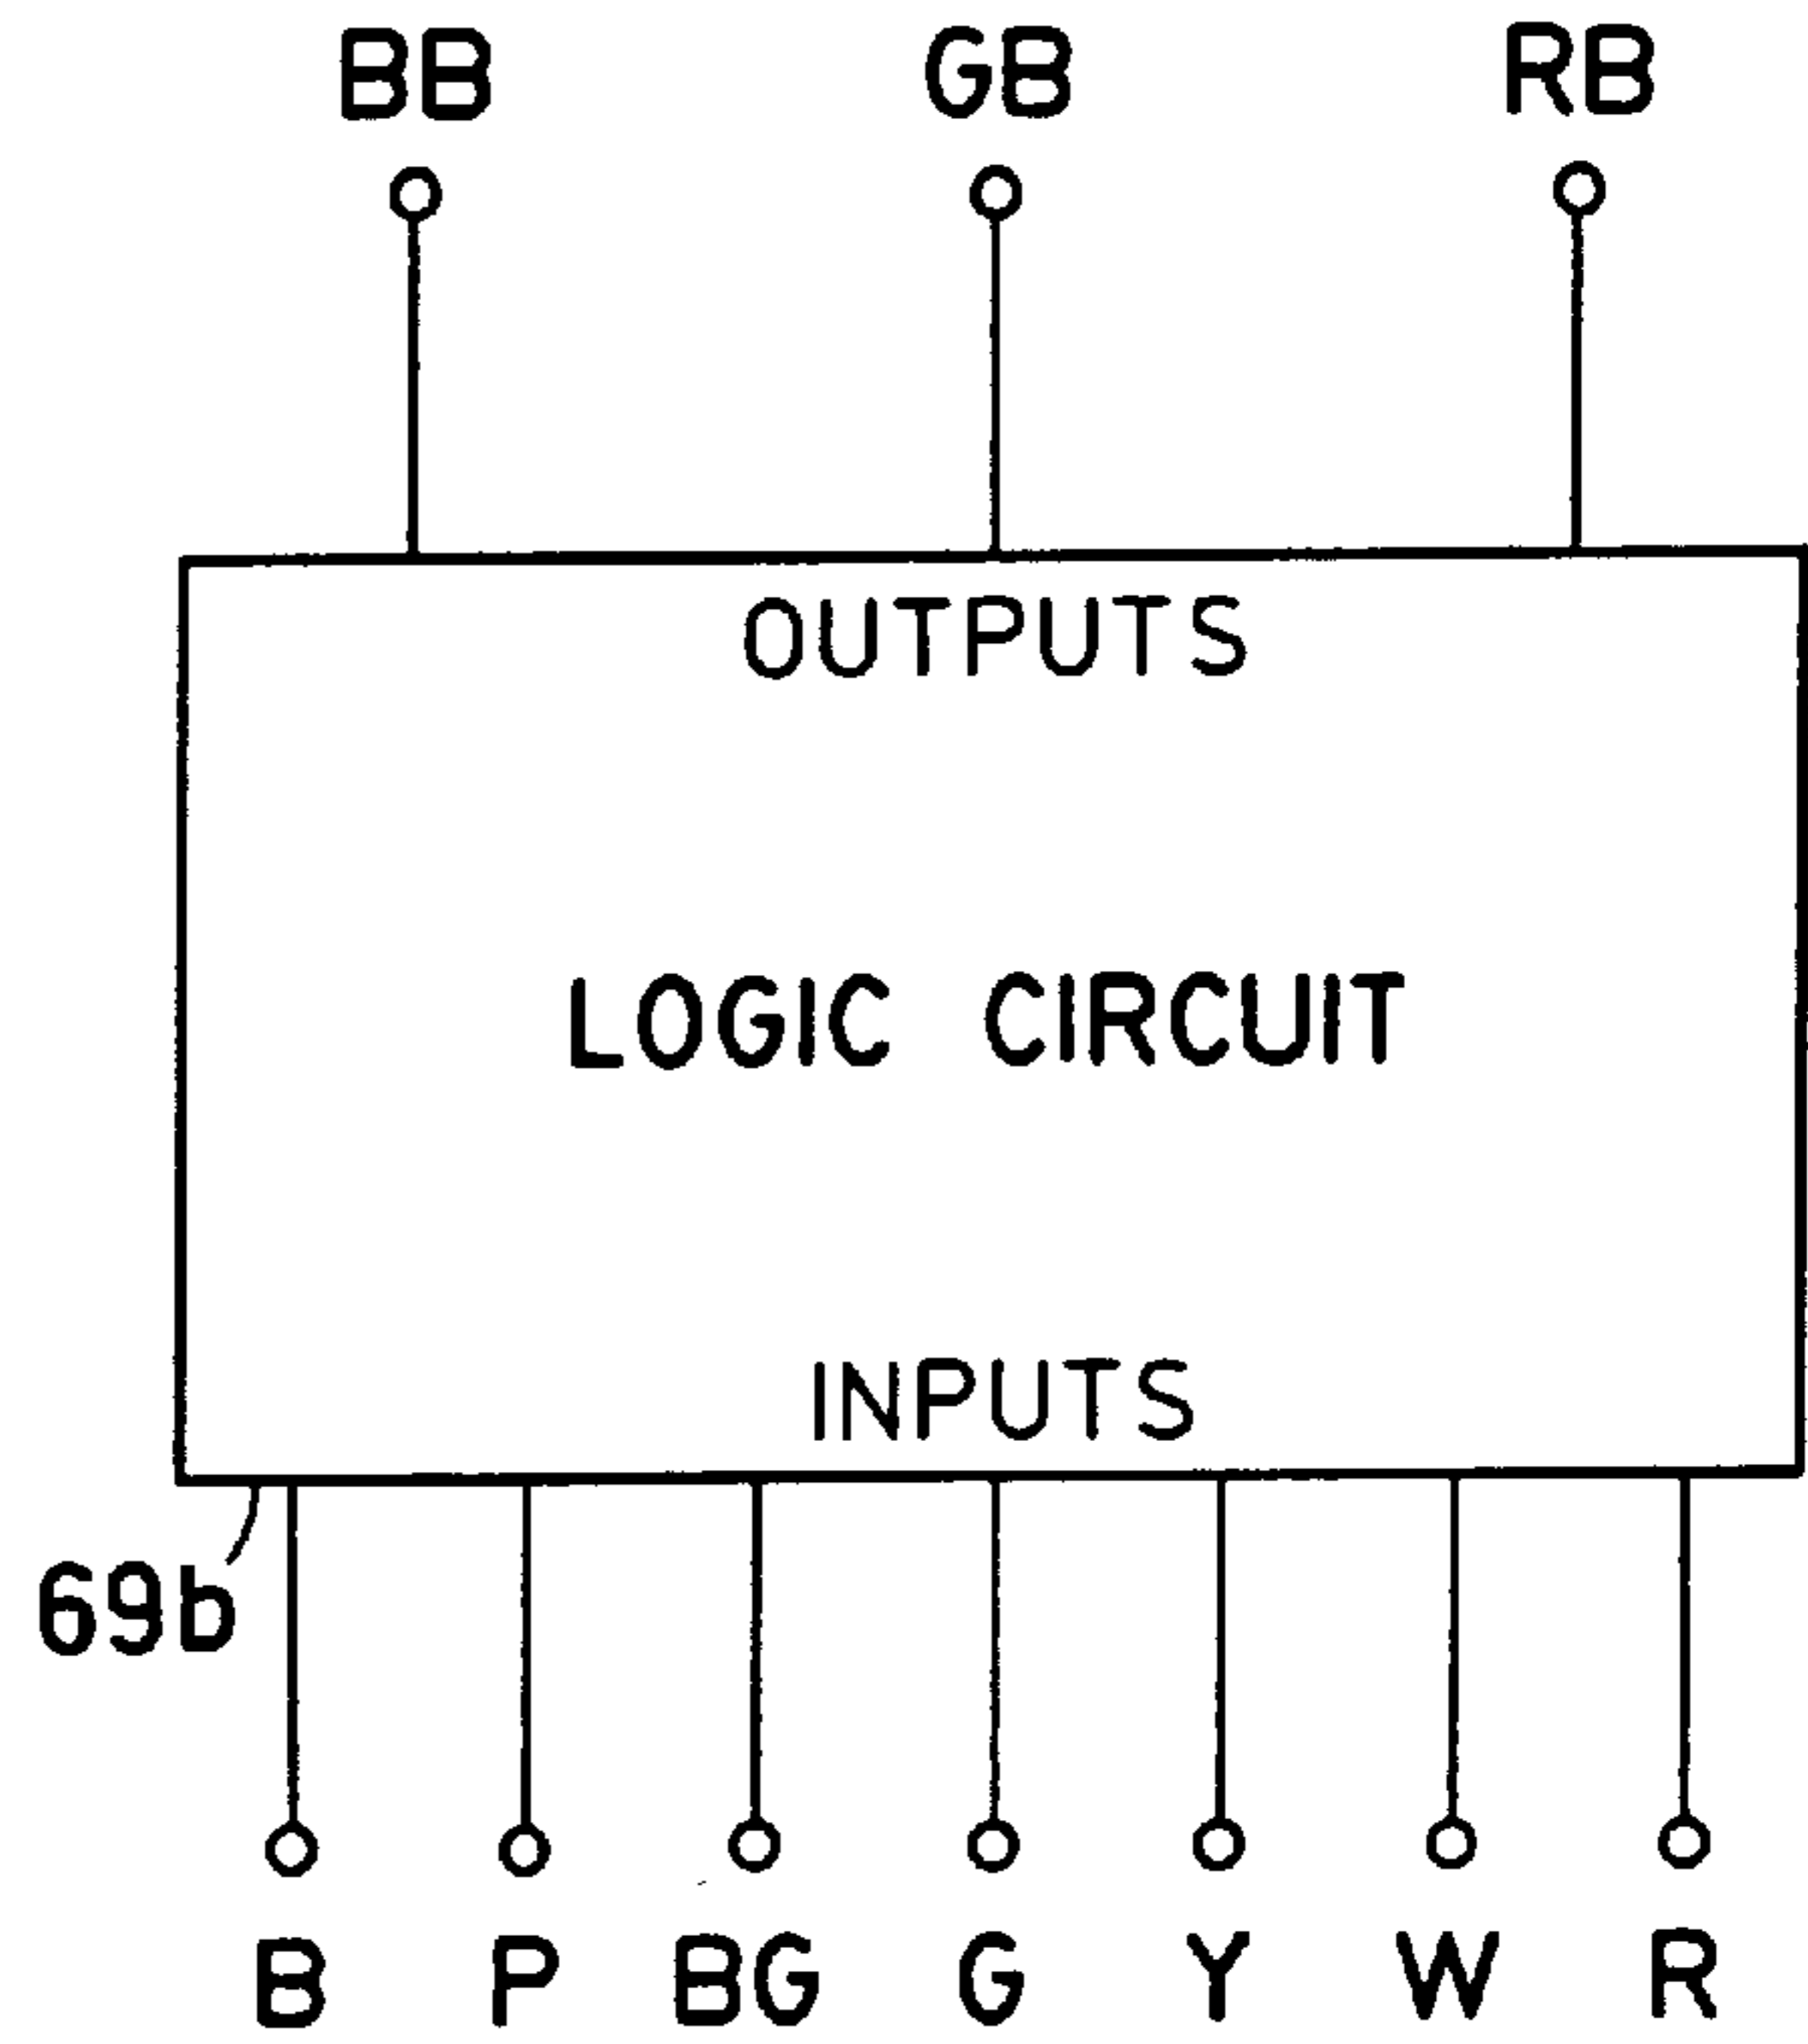 BB GB RB
OUTPUTS
LOGIC CIRCUIT
INPUTS
69b
B P BG G Y W R